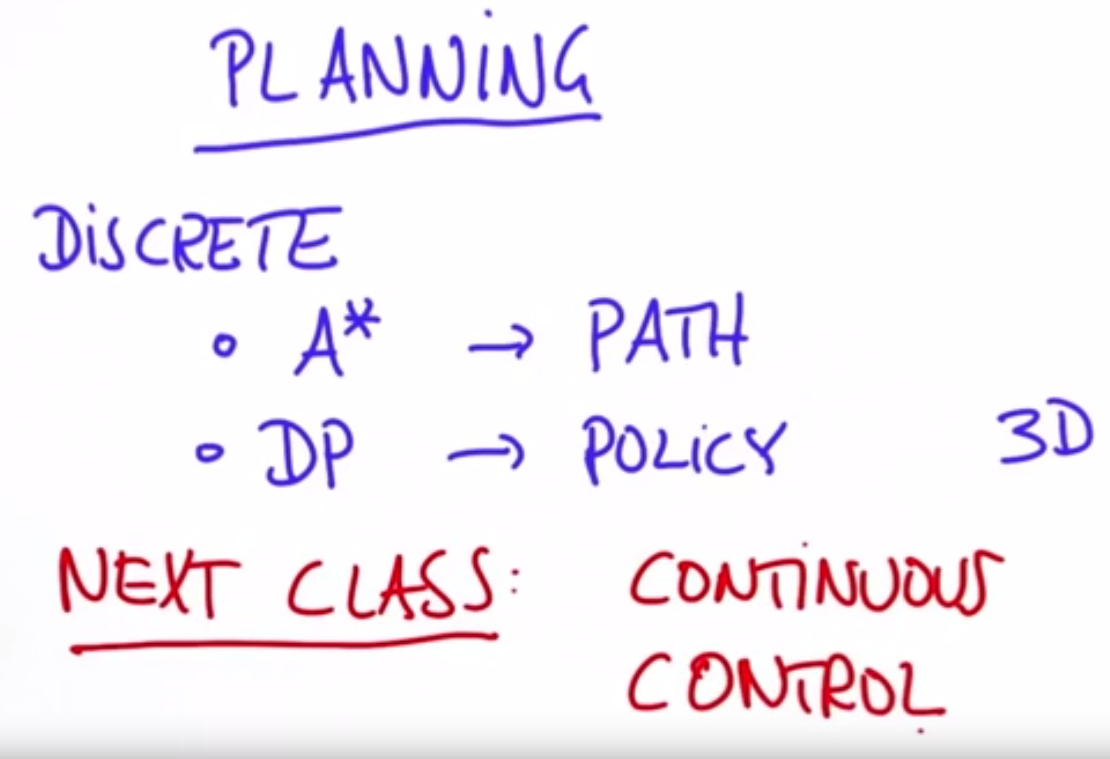 PLANNING
DISCRETE
• A* → PATH
• DP → POLICY 3D
NEXT CLASS: CONTINUOUS
CONTROL